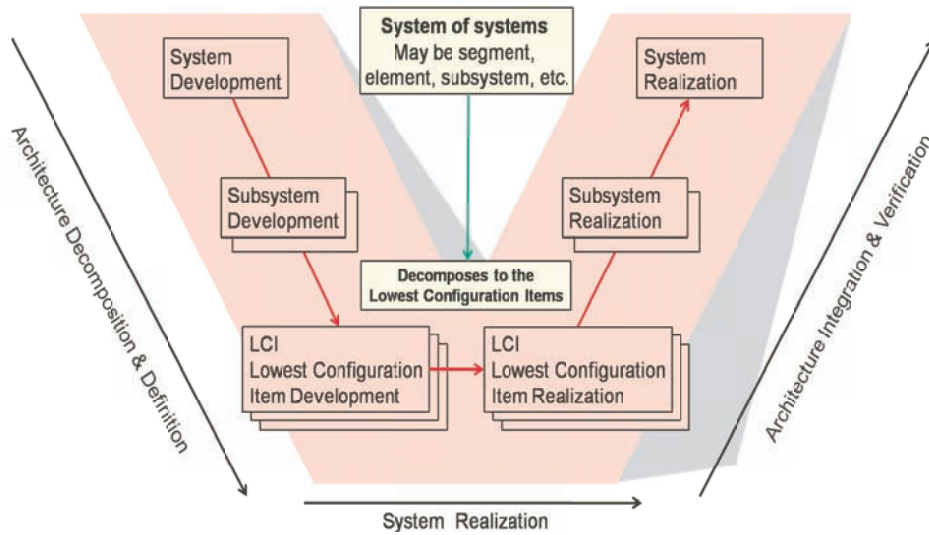 System of systems
May be segment,
element, subsystem, etc.
System
Development
System
Realization
Subsystem
Development
Subsystem
Realization
Decomposes to the
Lowest Configuration Items
LCI
Lowest Configuration
Item Development
LCI
Lowest Configuration
Item Realization
Architecture Decomposition & Definition
Architecture Integration & Verification
System Realization